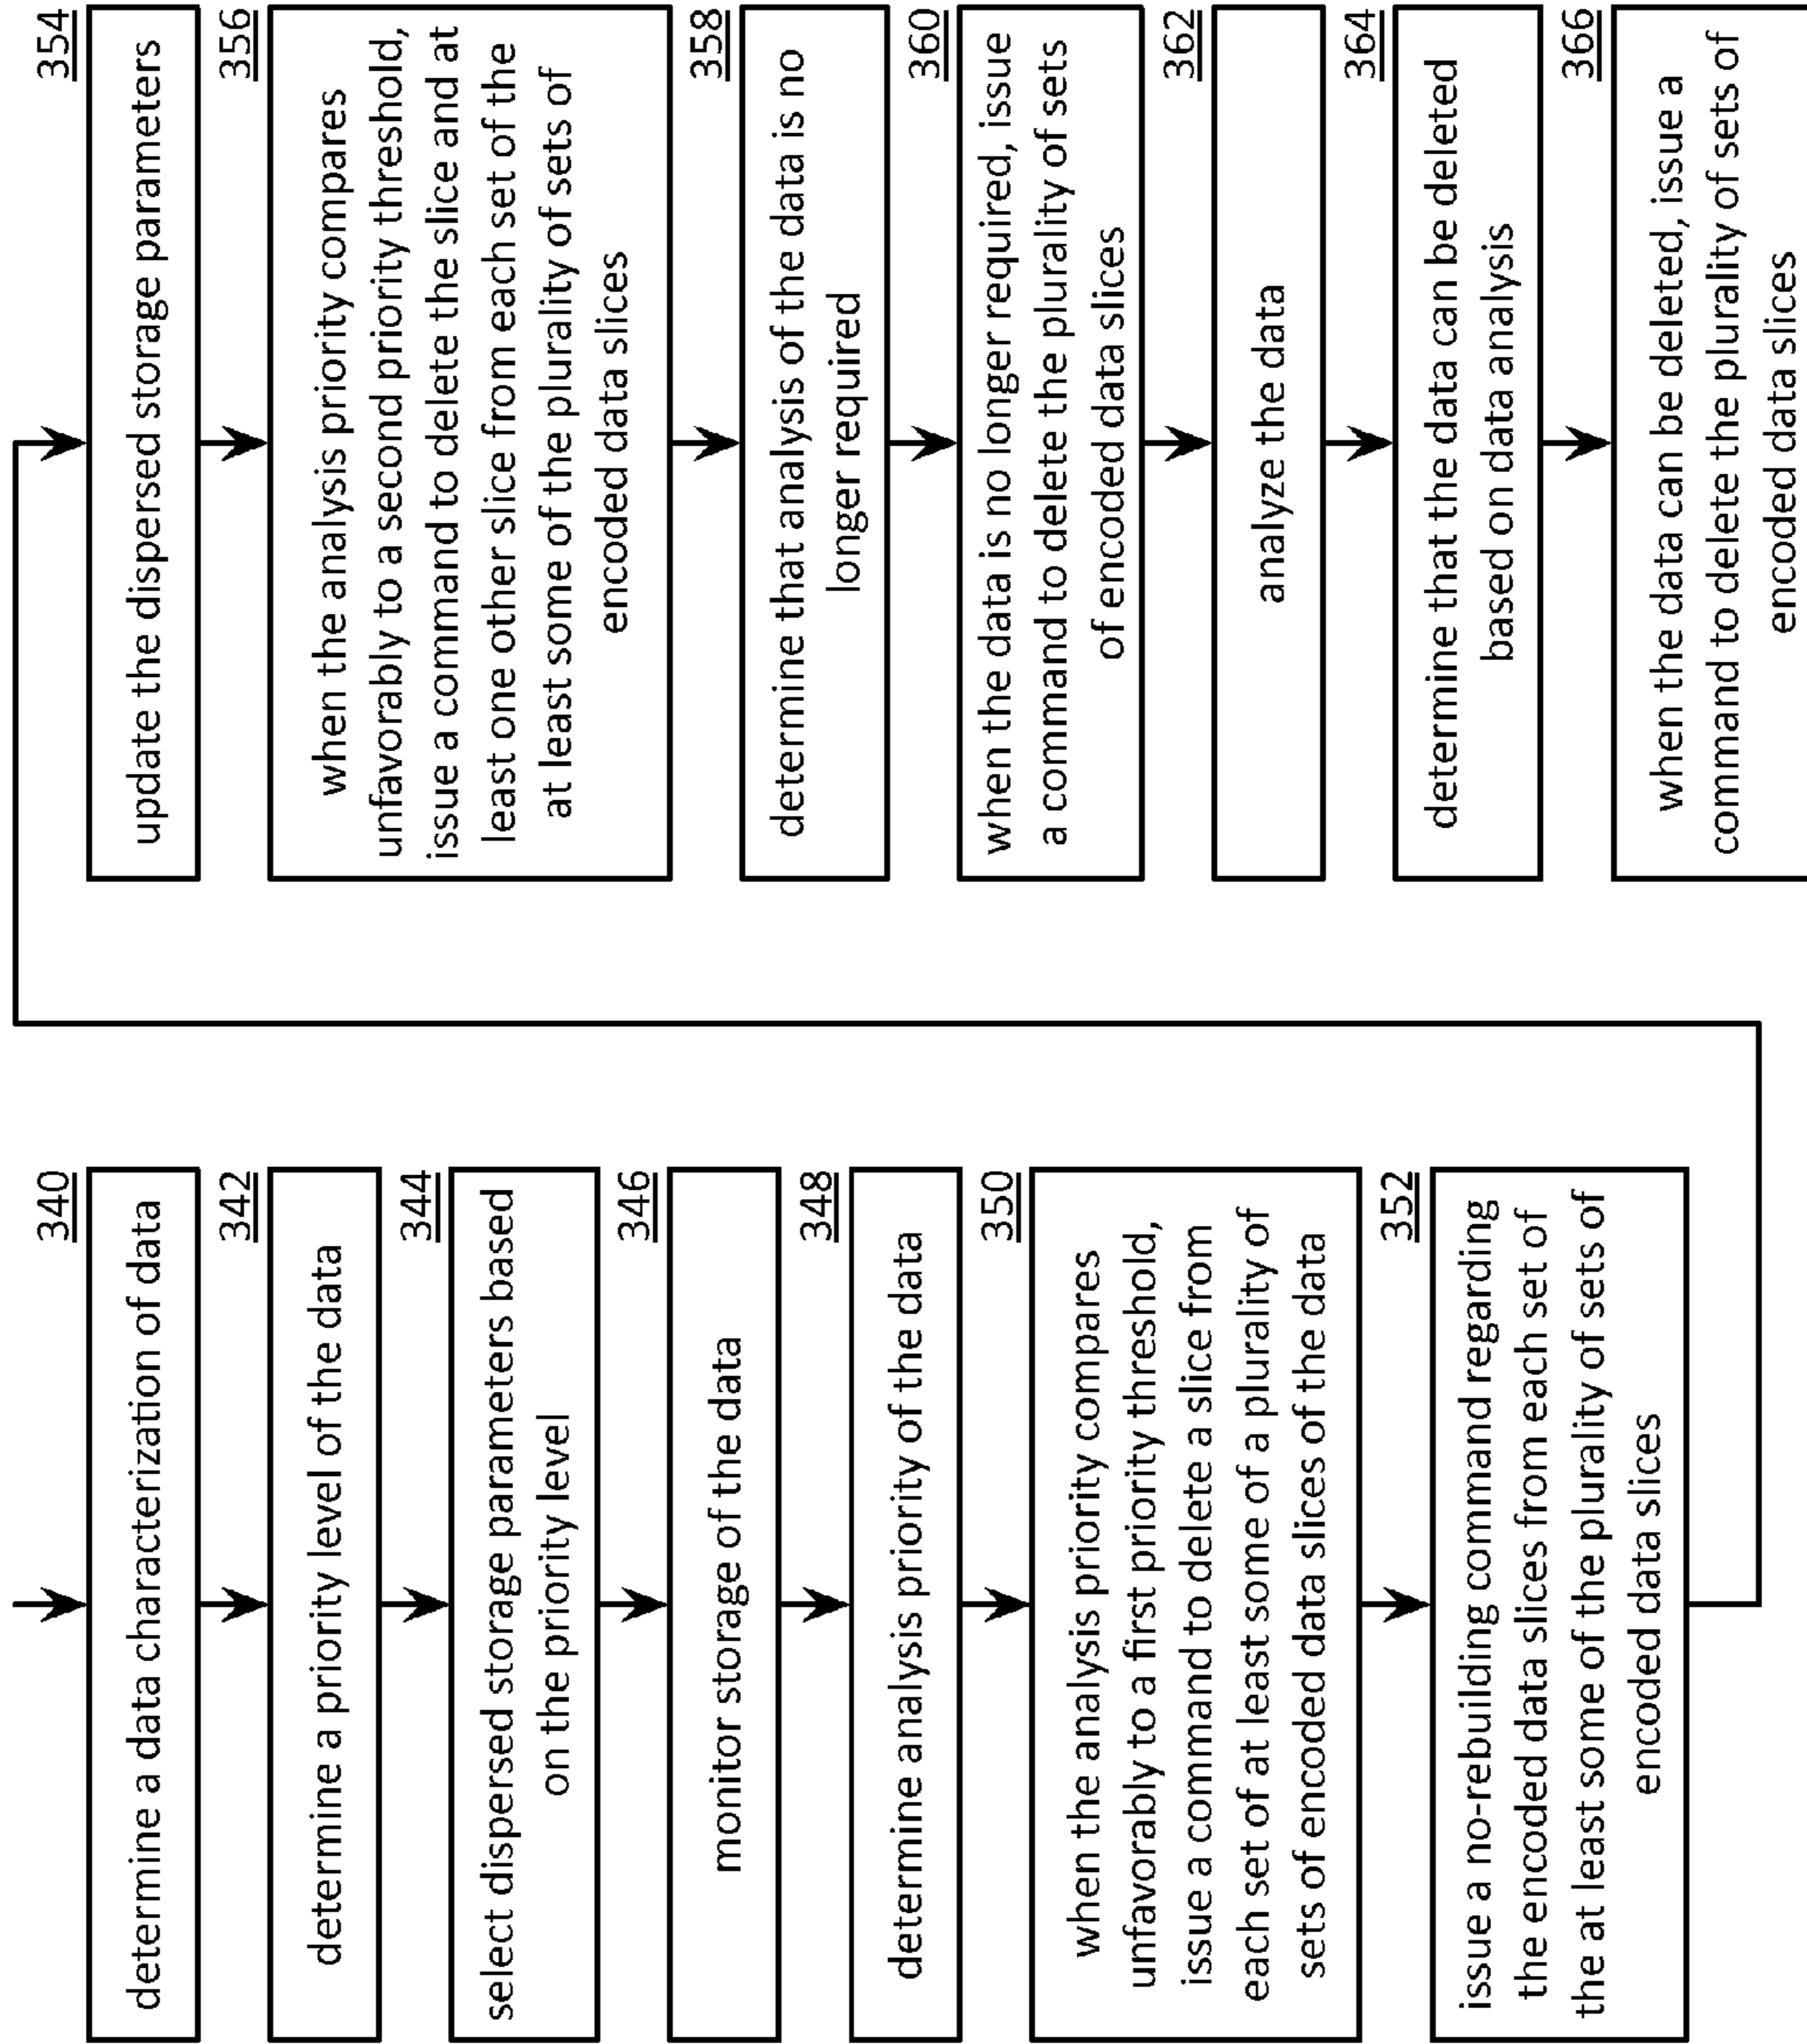 340
determine a data characterization of data
342
determine a priority level of the data
344
select dispersed storage parameters based
on the priority level
346
monitor storage of the data
348
determine analysis priority of the data
350
when the analysis priority compares
unfavorably to a first priority threshold,
issue a command to delete a slice from
each set of at least some of a plurality of
sets of encoded data slices of the data
352
issue a no-rebuilding command regarding
the encoded data slices from each set of
the at least some of the plurality of sets of
encoded data slices
354
update the dispersed storage parameters
356
when the analysis priority compares
unfavorably to a second priority threshold,
issue a command to delete the slice and at
least one other slice from each set of the
at least some of the plurality of sets of
encoded data slices
358
determine that analysis of the data is no
longer required
360
when the data is no longer required, issue
a command to delete the plurality of sets
of encoded data slices
362
analyze the data
364
determine that the data can be deleted
based on data analysis
366
when the data can be deleted, issue a
command to delete the plurality of sets of
encoded data slices